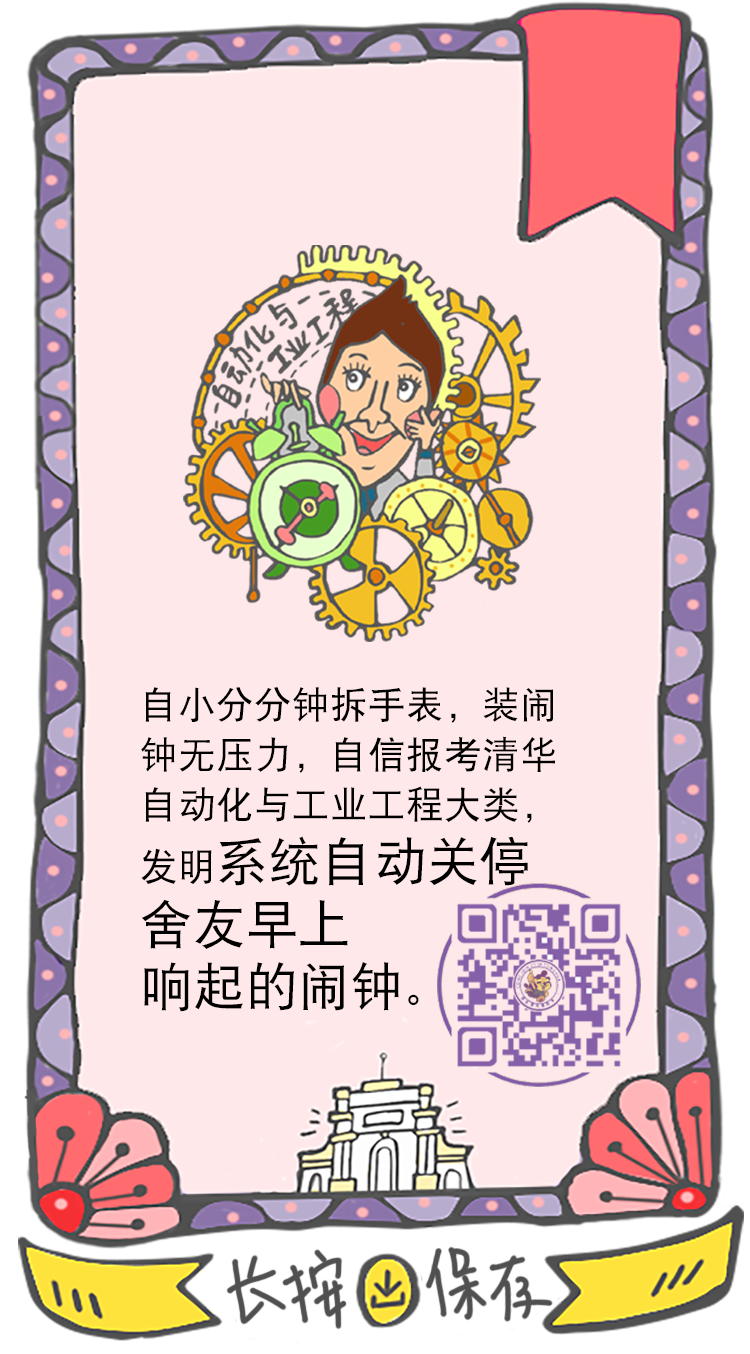 自动化与
工业工程
自小分分钟拆手表，装闹
钟无压力，自信报考清华
自动化与工业工程大类，
发明系统自动关停
舍友早上
响起的闹钟。
长按保存